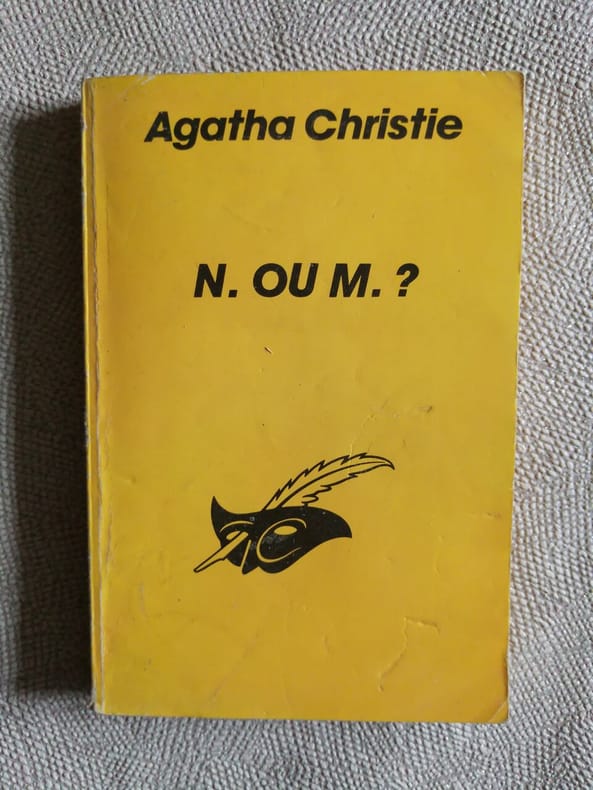 Agatha Christie
N. OU M. ?